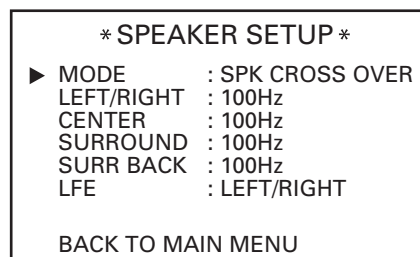 *SPEAKER SETUP*
▶ MODE : SPK CROSS OVER
LEFT/RIGHT : 100Hz
CENTER : 100Hz
SURROUND : 100Hz
SURR BACK : 100Hz
LFE : LEFT/RIGHT
BACK TO MAIN MENU